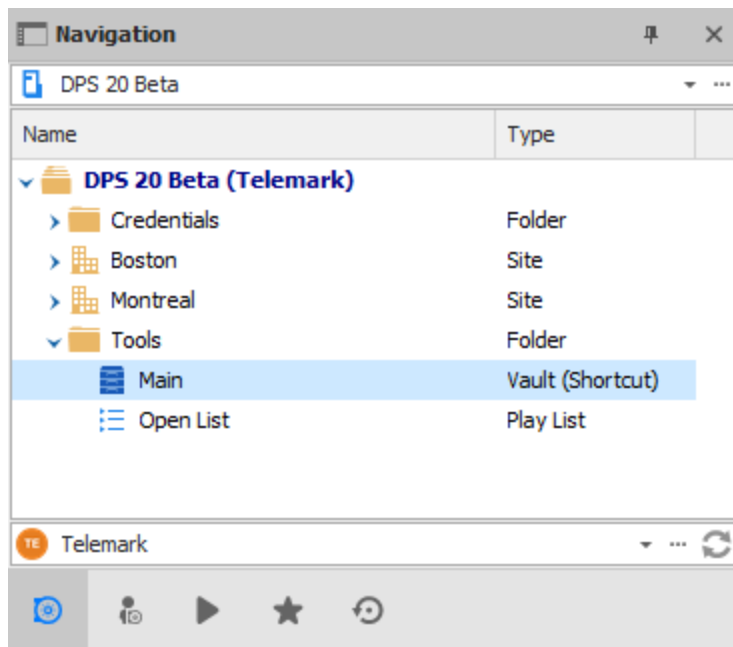 Navigation
DPS 20 Beta
Name Type
DPS 20 Beta (Telemark)
Credentials Folder
Boston Site
Montreal Site
Tools Folder
Main Vault (Shortcut)
Open List Play List
TE Telemark